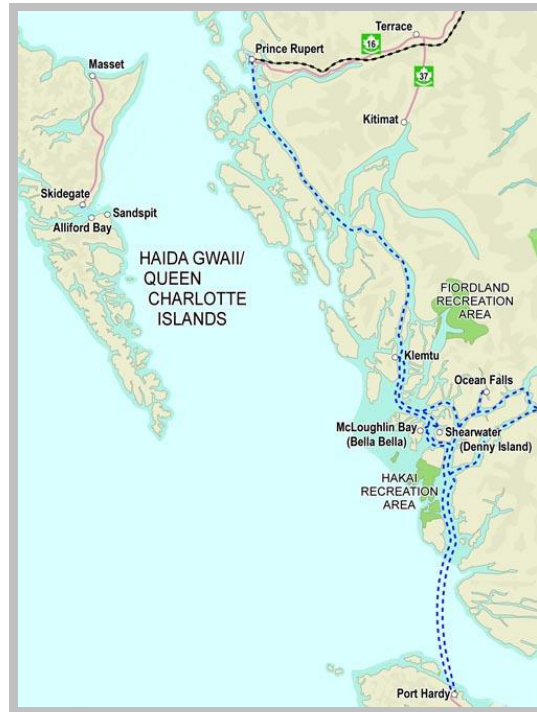 Terrace
16
Prince Rupert
Masset
37
Kitimat
Skidegate
Sandspit
Alliford Bay
HAIDA GWAII/
QUEEN
CHARLOTTE
ISLANDS
FIORDLAND
RECREATION
AREA
Klemtu
Ocean Falls
McLoughlin Bay
(Bella Bella)
Shearwater
(Denny Island)
HAKAI
RECREATION
AREA
Port Hardy